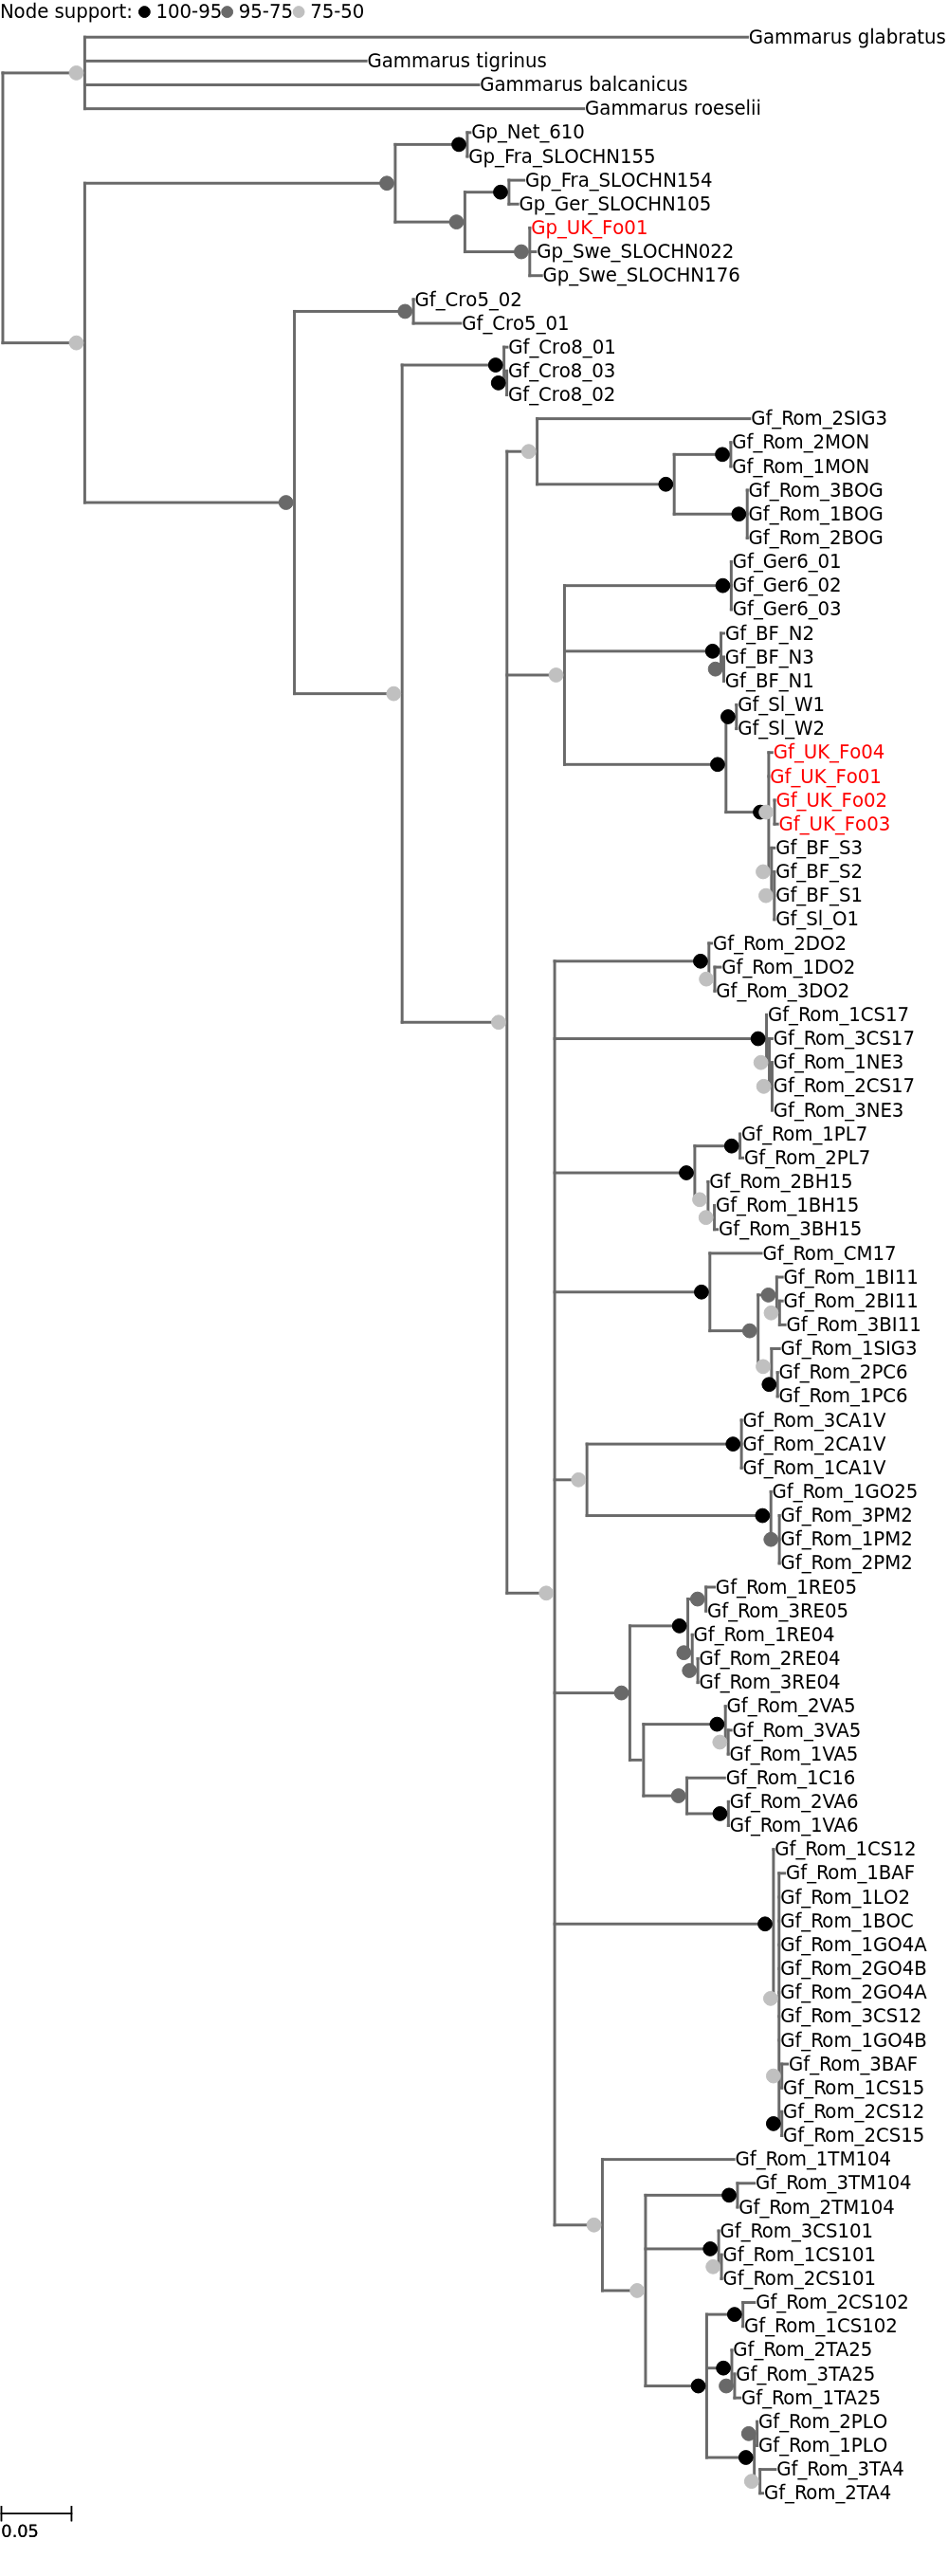 Node support: 100-95 95-75 75-50
Gammarus glabratus
Gammarus tigrinus
Gammarus balcanicus
Gammarus roeselii
Gp_Net_610
Gp_Fra_SLOCHN155
Gp_Fra_SLOCHN154
Gp_Ger_SLOCHN105
Gp_UK_Fo01
Gp_Swe_SLOCHN022
Gp_Swe_SLOCHN176
Gf_Cro5_02
Gf_Cro5_01
Gf_Cro8_01
Gf_Cro8_03
Gf_Cro8_02
Gf_Rom_2SIG3
Gf_Rom_2MON
Gf_Rom_1MON
Gf_Rom_3BOG
Gf_Rom_1BOG
Gf_Rom_2BOG
Gf_Ger6_01
Gf_Ger6_02
Gf_Ger6_03
Gf_BF_N2
Gf_BF_N3
Gf_BF_N1
Gf_Sl_W1
Gf_Sl_W2
Gf_UK_Fo04
Gf_UK_Fo01
Gf_UK_Fo02
Gf_UK_Fo03
Gf_BF_S3
Gf_BF_S2
Gf_BF_S1
Gf_Sl_O1
Gf_Rom_2DO2
Gf_Rom_1DO2
Gf_Rom_3DO2
Gf_Rom_1CS17
Gf_Rom_3CS17
Gf_Rom_1NE3
Gf_Rom_2CS17
Gf_Rom_3NE3
Gf_Rom_1PL7
Gf_Rom_2PL7
Gf_Rom_2BH15
Gf_Rom_1BH15
Gf_Rom_3BH15
Gf_Rom_CM17
Gf_Rom_1BI11
Gf_Rom_2BI11
Gf_Rom_3BI11
Gf_Rom_1SIG3
Gf_Rom_2PC6
Gf_Rom_1PC6
Gf_Rom_3CA1V
Gf_Rom_2CA1V
Gf_Rom_1CA1V
Gf_Rom_1GO25
Gf_Rom_3PM2
Gf_Rom_1PM2
Gf_Rom_2PM2
Gf_Rom_1RE05
Gf_Rom_3RE05
Gf_Rom_1RE04
Gf_Rom_2RE04
Gf_Rom_3RE04
Gf_Rom_2VA5
Gf_Rom_3VA5
Gf_Rom_1VA5
Gf_Rom_1C16
Gf_Rom_2VA6
Gf_Rom_1VA6
Gf_Rom_1CS12
Gf_Rom_1BAF
Gf_Rom_1LO2
Gf_Rom_1BOC
Gf_Rom_1GO4A
Gf_Rom_2GO4B
Gf_Rom_2GO4A
Gf_Rom_3CS12
Gf_Rom_1GO4B
Gf_Rom_3BAF
Gf_Rom_1CS15
Gf_Rom_2CS12
Gf_Rom_2CS15
Gf_Rom_1TM104
Gf_Rom_3TM104
Gf_Rom_2TM104
Gf_Rom_3CS101
Gf_Rom_1CS101
Gf_Rom_2CS101
Gf_Rom_2CS102
Gf_Rom_1CS102
Gf_Rom_2TA25
Gf_Rom_3TA25
Gf_Rom_1TA25
Gf_Rom_2PLO
Gf_Rom_1PLO
Gf_Rom_3TA4
Gf_Rom_2TA4
0.05